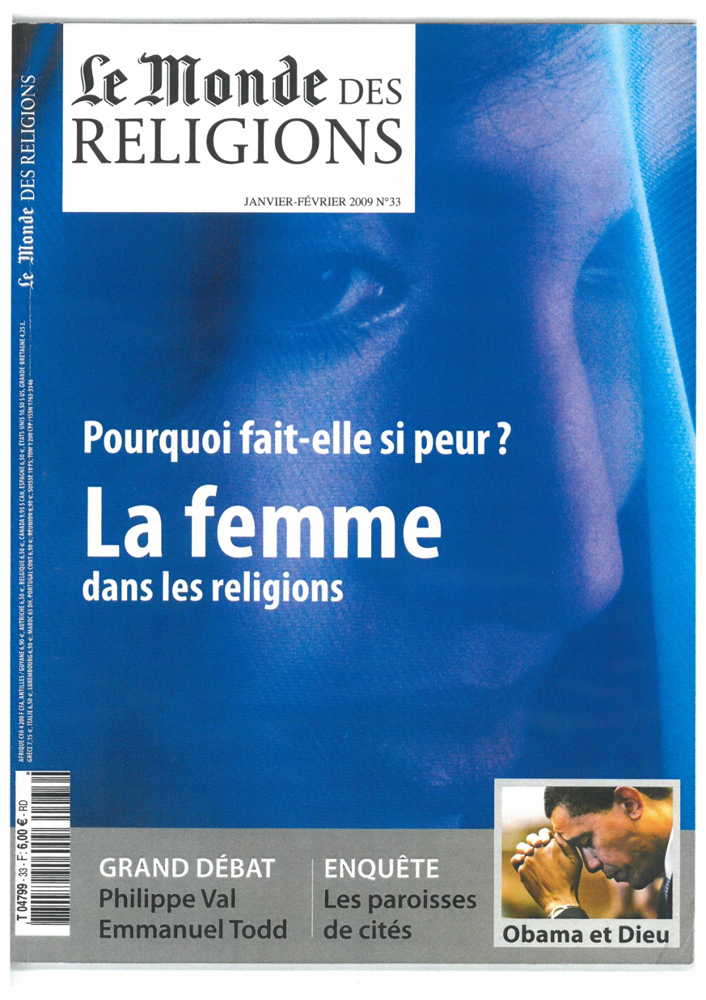 Le Monde DES
RELIGIONS
JANVIER-FÉVRIER 2009 N°33
Le Monde DES RELIGIONS
AFRIQUE CFA 4 200 F CFA, ANTILLES / GUYANE 6,90 €, AUTRICHE 6,50 €, BELGIQUE 6,50 €, CANADA 9,95 $ CAN, ESPAGNE 6,50 €, ÉTATS-UNIS 10,50 $ US, GRANDE-BRETAGNE 4,25 £,
GRÈCE 7,15 €, ITALIE 6,50 €, LUXEMBOURG 6,50 €, MAROC 65 DH, PORTUGAL CONT 6,50 €, RÉUNION 6,90 €, SUISSE 10 FS, TOM 1 200 CFP / ISSN 1763-3346
Pourquoi fait-elle si peur ?
La femme
dans les religions
T 04799 - 33 - F: 6,00 € - RD
GRAND DÉBAT
Philippe Val
Emmanuel Todd
ENQUÊTE
Les paroisses
de cités
Obama et Dieu